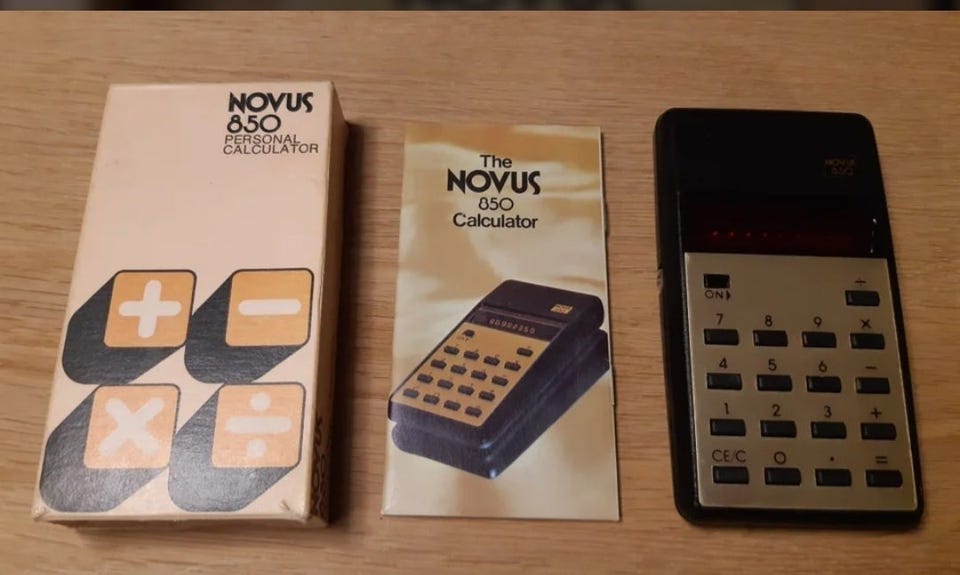 NOVUS
850
PERSONAL
CALCULATOR
NOVUS
The
NOVUS
850
Calculator
NOVUS
850
ON
÷
7 8 9 ×
4 5 6 −
1 2 3 +
CE/C 0 . =